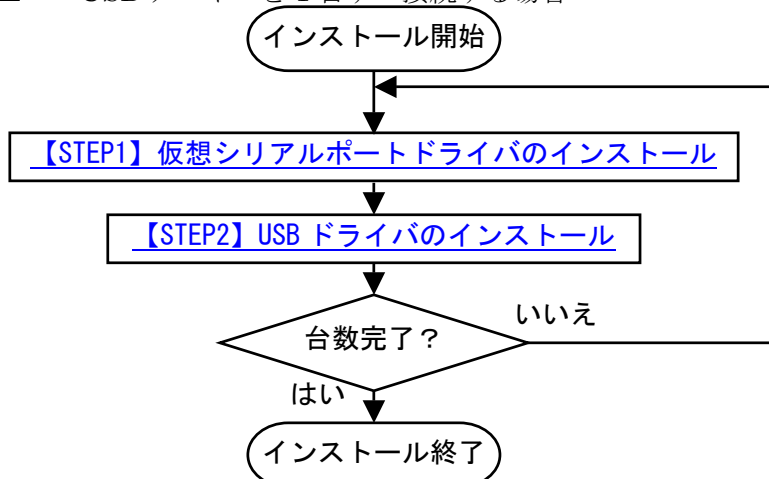 インストール開始
【STEP1】仮想シリアルポートドライバのインストール
【STEP2】USB ドライバのインストール
台数完了？
いいえ
はい
インストール終了